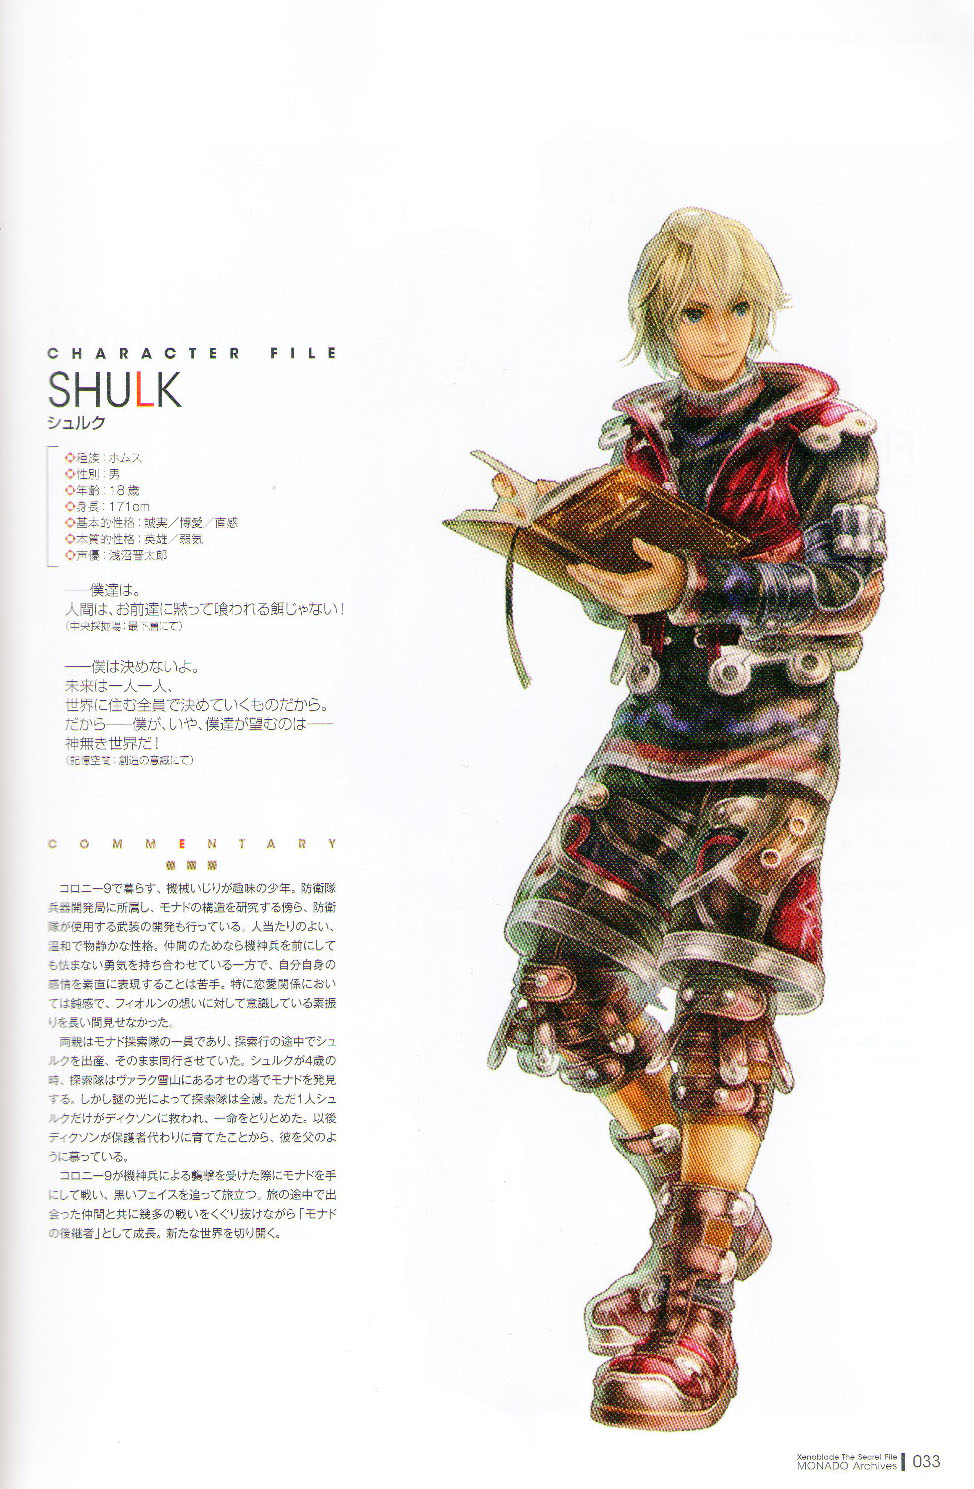 CHARACTER FILE
SHULK
シュルク
◇種族：ホムス
◇性別：男
◇年齢：18歳
◇身長：171cm
◇基本的性格：誠実／博愛／直感
◇本質的性格：英雄／弱気
◇声優：浅沼晋太郎
――僕達は。
人間は、お前達に黙って喰われる餌じゃない！
（中央採掘場：最下層にて）
――僕は決めないよ。
未来は一人一人、
世界に住む全員で決めていくものだから。
だから――僕が、いや、僕達が望むのは――
神無き世界だ！
（記憶空間：創造の意識にて）
COMMENTARY
コロニー9で暮らす、機械いじりが趣味の少年。防衛隊
兵器開発局に所属し、モナドの構造を研究する傍ら、防衛
隊が使用する武装の開発も行っている。人当たりのよい、
温和で物静かな性格。仲間のためなら機神兵を前にして
も怯まない勇気を持ち合わせている一方で、自分自身の
感情を素直に表現することは苦手。特に恋愛関係におい
ては鈍感で、フィオルンの想いに対して意識している素振
りを長い間見せなかった。
両親はモナド探索隊の一員であり、探索行の途中でシュ
ルクを出産、そのまま同行させていた。シュルクが4歳の
時、探索隊はヴァラク雪山にあるオセの塔でモナドを発見
する。しかし謎の光によって探索隊は全滅。ただ1人シュ
ルクだけがディクソンに救われ、一命をとりとめた。以後
ディクソンが保護者代わりに育てたことから、彼を父のよ
うに慕っている。
コロニー9が機神兵による襲撃を受けた際にモナドを手
にして戦い、黒いフェイスを追って旅立つ。旅の途中で出
会った仲間と共に幾多の戦いをくぐり抜けながら「モナド
の後継者」として成長。新たな世界を切り開く。
Xenoblade The Secret File
MONADO Archives
033